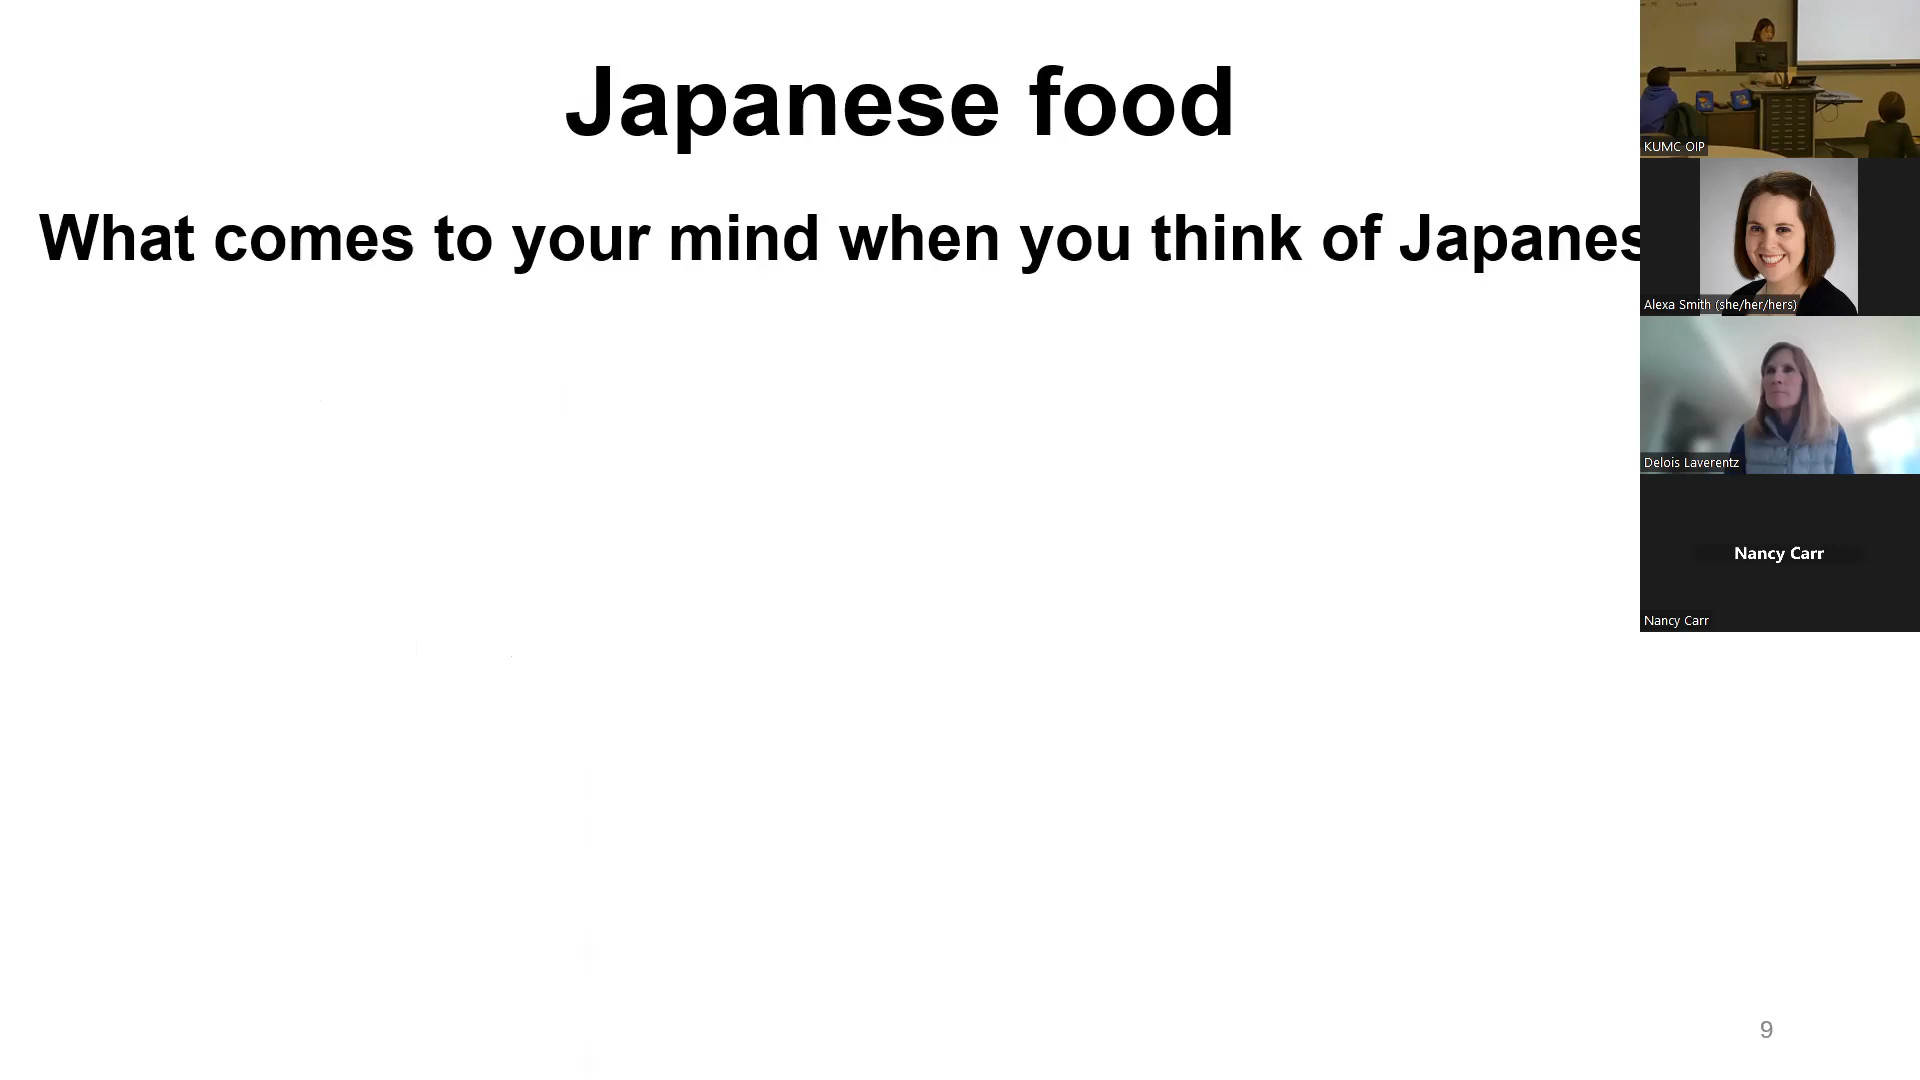 Japanese food
What comes to your mind when you think of Japanes
KUMC OIP
Alexa Smith (she/her/hers)
Delois Laverentz
Nancy Carr
Nancy Carr
9